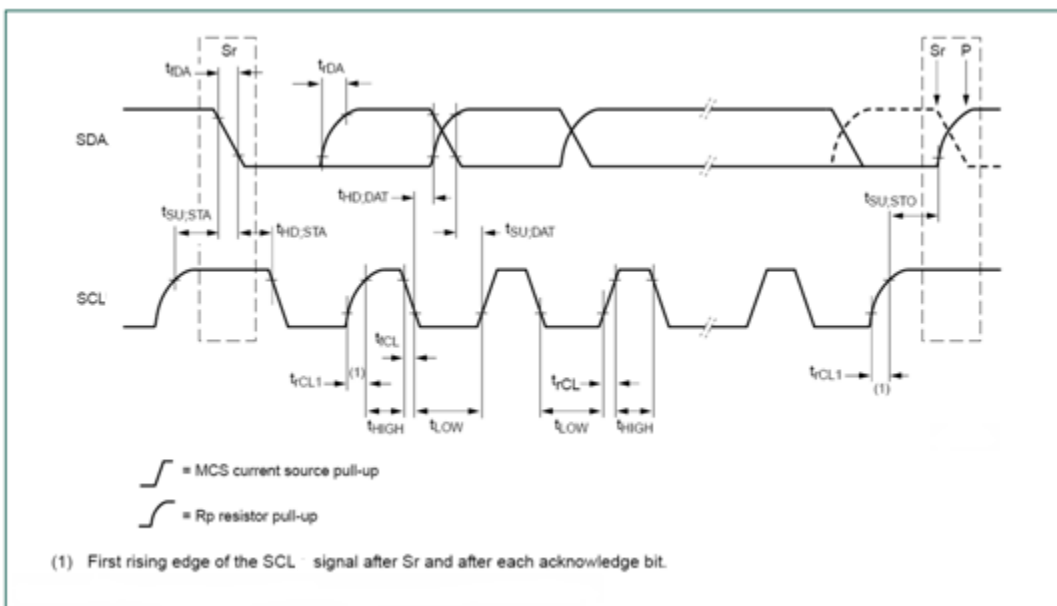 Sr
Sr P
tfDA
trDA
SDA
tHD;DAT
tSU;STO
tSU;STA
tHD;STA
tSU;DAT
SCL
tfCL
trCL1
(1)
trCL
trCL1
(1)
tHIGH
tLOW
tLOW
tHIGH
= MCS current source pull-up
= Rp resistor pull-up
(1) First rising edge of the SCL signal after Sr and after each acknowledge bit.